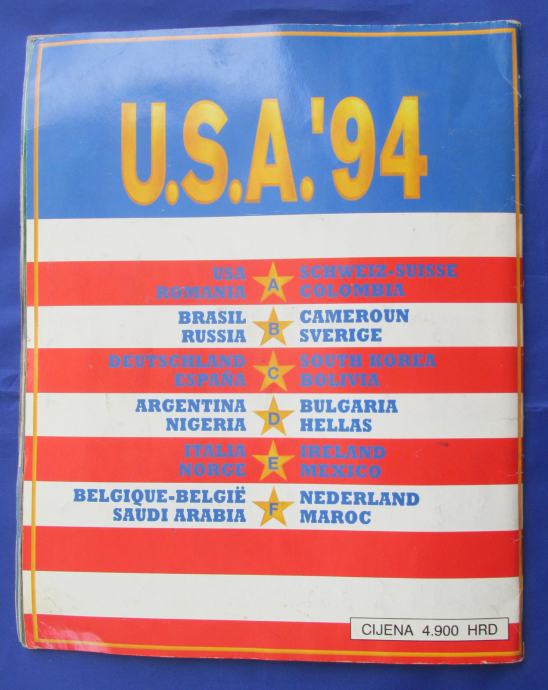 U.S.A.'94
USA A SCHWEIZ-SUISSE
ROMANIA COLOMBIA
BRASIL B CAMEROUN
RUSSIA SVERIGE
DEUTSCHLAND C SOUTH KOREA
ESPAÑA BOLIVIA
ARGENTINA D BULGARIA
NIGERIA HELLAS
ITALIA E IRELAND
NORGE MEXICO
BELGIQUE-BELGIË F NEDERLAND
SAUDI ARABIA MAROC
CIJENA 4.900 HRD